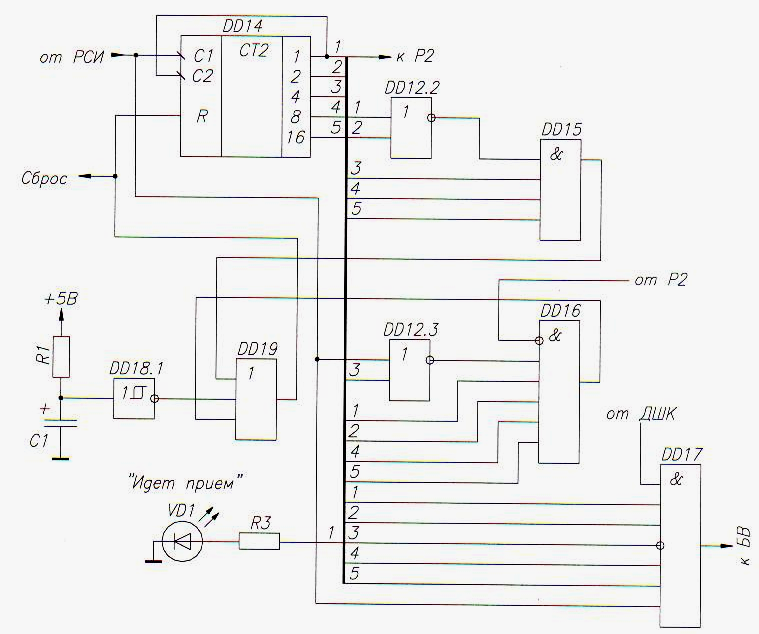 DD14
от РСИ
C1
C2
R
CT2
1
2
4
8
16
1
2
3
4
5
к Р2
1
2
DD12.2
1
DD15
&
3
4
5
Сброс
от Р2
+5В
R1
C1
+
DD18.1
1
DD19
1
DD12.3
1
3
DD16
&
1
2
4
5
от ДШК
DD17
&
1
2
3
4
5
"Идет прием"
VD1
R3
1
к БВ